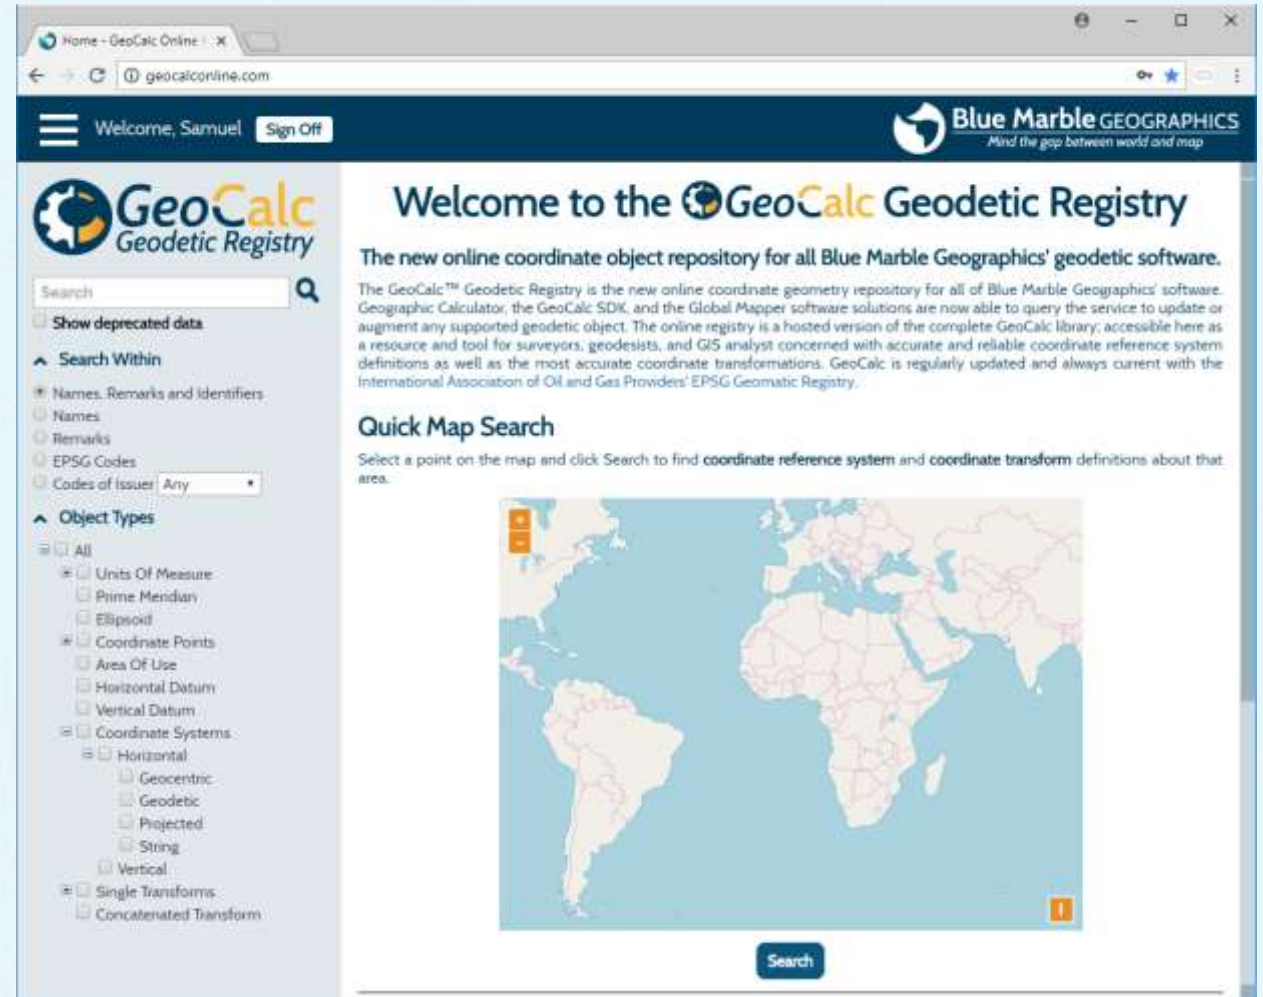 Home - GeoCalc Online
geocalconline.com
Welcome, Samuel
Sign Off
Blue Marble GEOGRAPHICS
Mind the gap between world and map
GeoCalc
Geodetic Registry
Search
Show deprecated data
Search Within
Names, Remarks and Identifiers
Names
Remarks
EPSG Codes
Codes of Issuer Any
Object Types
All
Units Of Measure
Prime Meridian
Ellipsoid
Coordinate Points
Area Of Use
Horizontal Datum
Vertical Datum
Coordinate Systems
Horizontal
Geocentric
Geodetic
Projected
String
Vertical
Single Transforms
Concatenated Transform
Welcome to the GeoCalc Geodetic Registry
The new online coordinate object repository for all Blue Marble Geographics' geodetic software.
The GeoCalc™ Geodetic Registry is the new online coordinate geometry repository for all of Blue Marble Geographics' software.
Geographic Calculator, the GeoCalc SDK, and the Global Mapper software solutions are now able to query the service to update or
augment any supported geodetic object. The online registry is a hosted version of the complete GeoCalc library; accessible here as
a resource and tool for surveyors, geodesists, and GIS analyst concerned with accurate and reliable coordinate reference system
definitions as well as the most accurate coordinate transformations. GeoCalc is regularly updated and always current with the
International Association of Oil and Gas Providers' EPSG Geomatic Registry.
Quick Map Search
Select a point on the map and click Search to find coordinate reference system and coordinate transform definitions about that
area.
+
-
i
Search